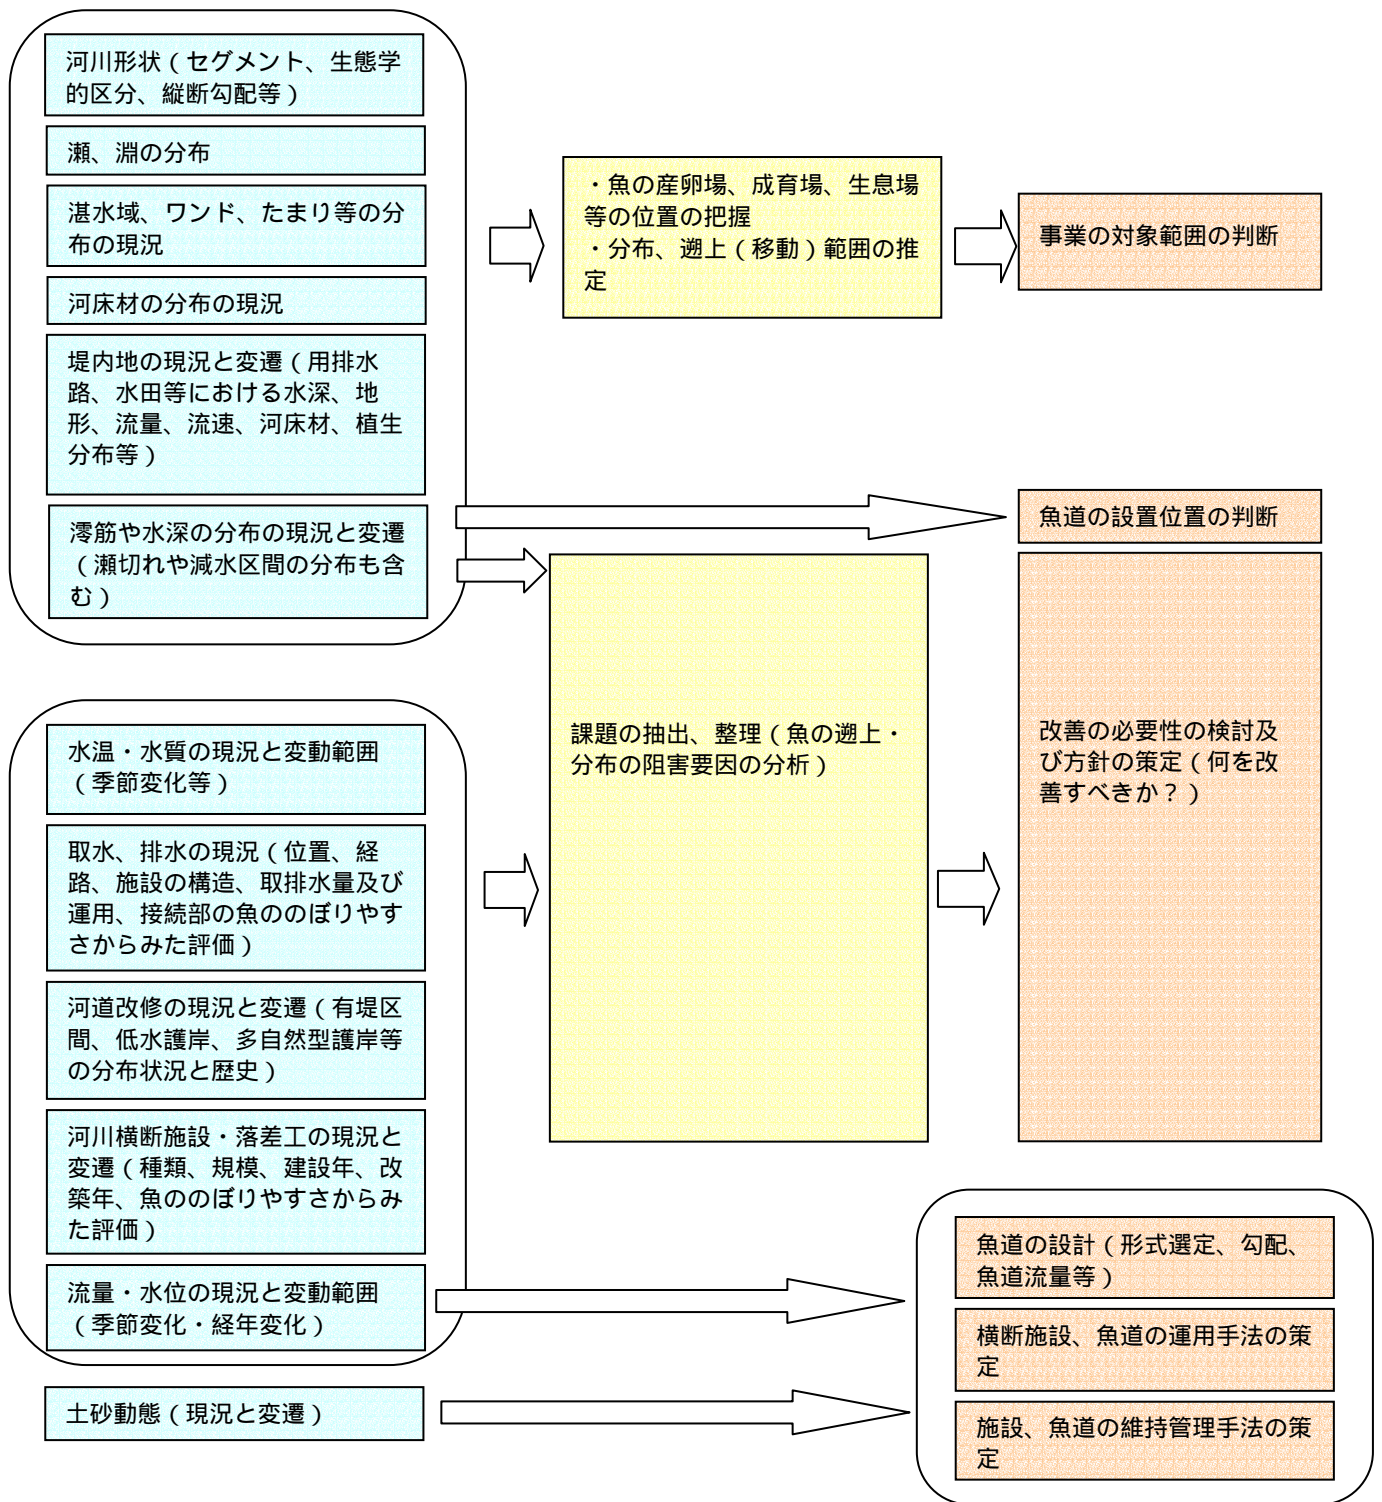 河川形状（セグメント、生態学
的区分、縦断勾配等）
瀬、淵の分布
湛水域、ワンド、たまり等の分
布の現況
河床材の分布の現況
堤内地の現況と変遷（用排水
路、水田等における水深、地
形、流量、流速、河床材、植生
分布等）
澪筋や水深の分布の現況と変遷
（瀬切れや減水区間の分布も含
む）
・魚の産卵場、成育場、生息場
等の位置の把握
・分布、遡上（移動）範囲の推
定
事業の対象範囲の判断
魚道の設置位置の判断
水温・水質の現況と変動範囲
（季節変化等）
取水、排水の現況（位置、経
路、施設の構造、取排水量及び
運用、接続部の魚ののぼりやす
さからみた評価）
河道改修の現況と変遷（有堤区
間、低水護岸、多自然型護岸等
の分布状況と歴史）
河川横断施設・落差工の現況と
変遷（種類、規模、建設年、改
築年、魚ののぼりやすさからみ
た評価）
流量・水位の現況と変動範囲
（季節変化・経年変化）
課題の抽出、整理（魚の遡上・
分布の阻害要因の分析）
改善の必要性の検討及
び方針の策定（何を改
善すべきか？）
土砂動態（現況と変遷）
魚道の設計（形式選定、勾配、
魚道流量等）
横断施設、魚道の運用手法の策
定
施設、魚道の維持管理手法の策
定